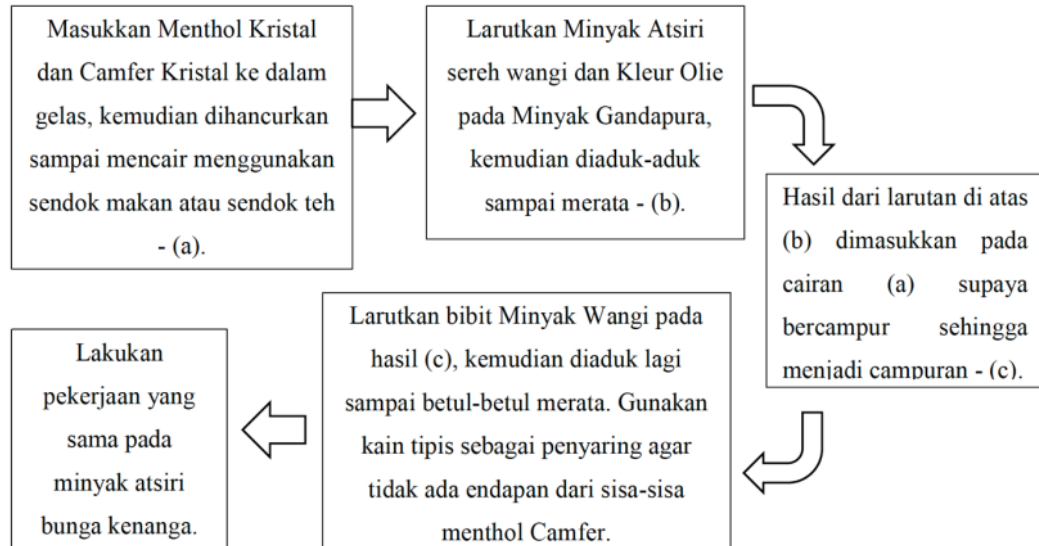 Masukkan Menthol Kristal
dan Camfer Kristal ke dalam
gelas, kemudian dihancurkan
sampai mencair menggunakan
sendok makan atau sendok teh
- (a).
Larutkan Minyak Atsiri
sereh wangi dan Kleur Olie
pada Minyak Gandapura,
kemudian diaduk-aduk
sampai merata - (b).
Hasil dari larutan di atas
(b) dimasukkan pada
cairan (a) supaya
bercampur sehingga
menjadi campuran - (c).
Larutkan bibit Minyak Wangi pada
hasil (c), kemudian diaduk lagi
sampai betul-betul merata. Gunakan
kain tipis sebagai penyaring agar
tidak ada endapan dari sisa-sisa
menthol Camfer.
Lakukan
pekerjaan yang
sama pada
minyak atsiri
bunga kenanga.